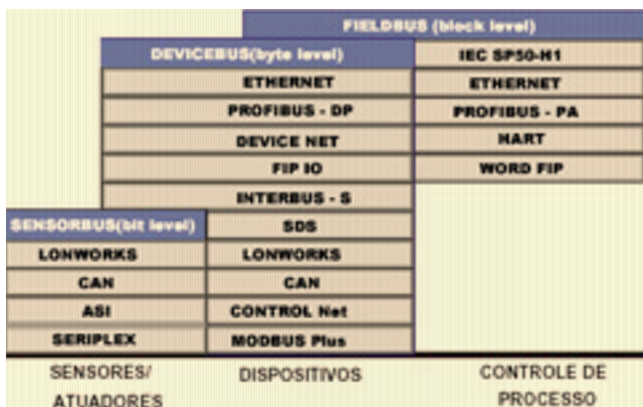 FIELDBUS (block level)
DEVICEBUS(byte level)
IEC SP50-H1
ETHERNET
ETHERNET
PROFIBUS - DP
PROFIBUS - PA
DEVICE NET
HART
FIP IO
WORD FIP
INTERBUS - S
SENSORBUS(bit level)
SDS
LONWORKS
LONWORKS
CAN
CAN
ASI
CONTROL Net
SERIPLEX
MODBUS Plus
SENSORES/
ATUADORES
DISPOSITIVOS
CONTROLE DE
PROCESSO